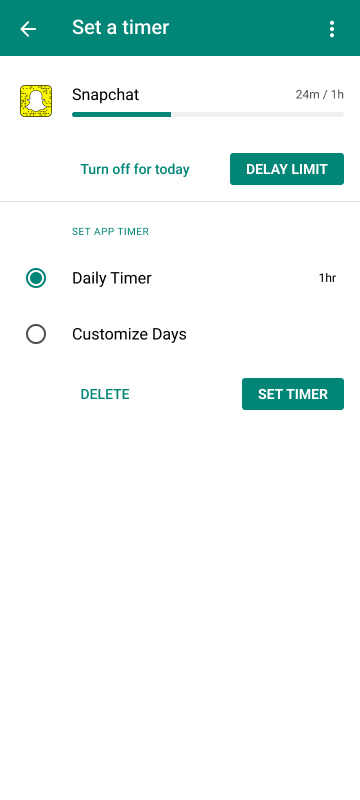 Set a timer
Snapchat
24m / 1h
Turn off for today
DELAY LIMIT
SET APP TIMER
Daily Timer
1hr
Customize Days
DELETE
SET TIMER